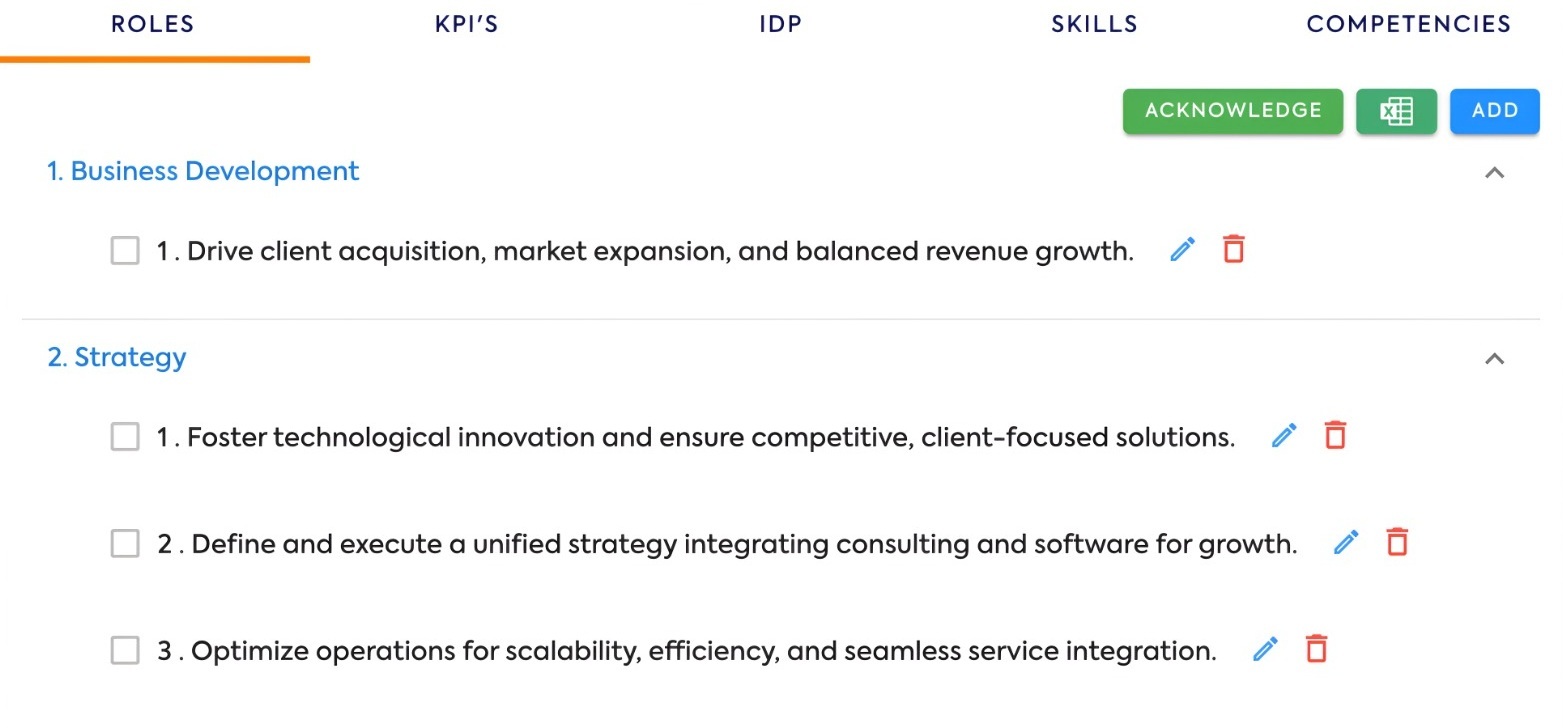 ROLES KPI'S IDP SKILLS COMPETENCIES
ACKNOWLEDGE X ADD
1. Business Development
1 . Drive client acquisition, market expansion, and balanced revenue growth.
2. Strategy
1 . Foster technological innovation and ensure competitive, client-focused solutions.
2 . Define and execute a unified strategy integrating consulting and software for growth.
3 . Optimize operations for scalability, efficiency, and seamless service integration.